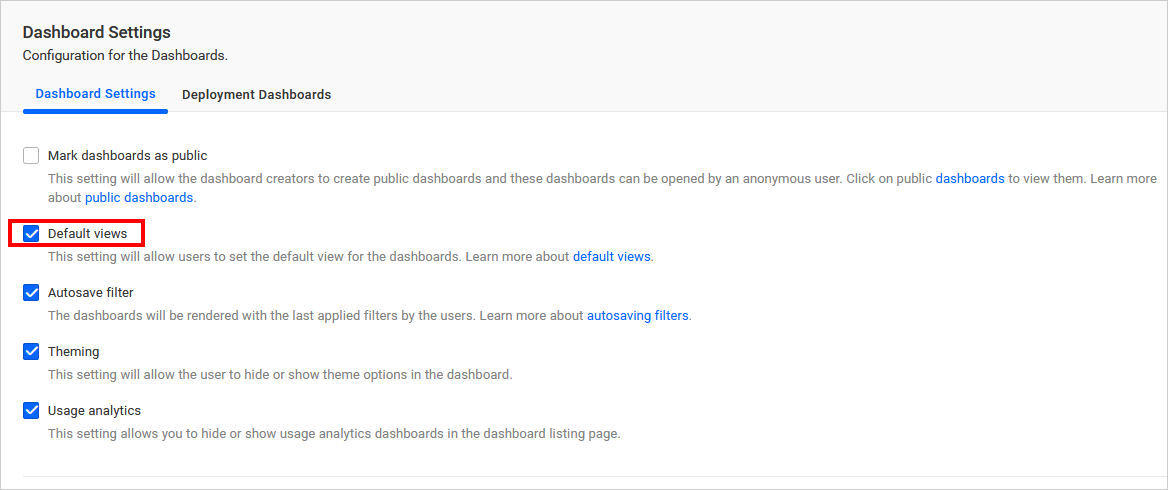 Dashboard Settings
Configuration for the Dashboards.
Dashboard Settings Deployment Dashboards
Mark dashboards as public
This setting will allow the dashboard creators to create public dashboards and these dashboards can be opened by an anonymous user. Click on public dashboards to view them. Learn more
about public dashboards.
Default views
This setting will allow users to set the default view for the dashboards. Learn more about default views.
Autosave filter
The dashboards will be rendered with the last applied filters by the users. Learn more about autosaving filters.
Theming
This setting will allow the user to hide or show theme options in the dashboard.
Usage analytics
This setting allows you to hide or show usage analytics dashboards in the dashboard listing page.